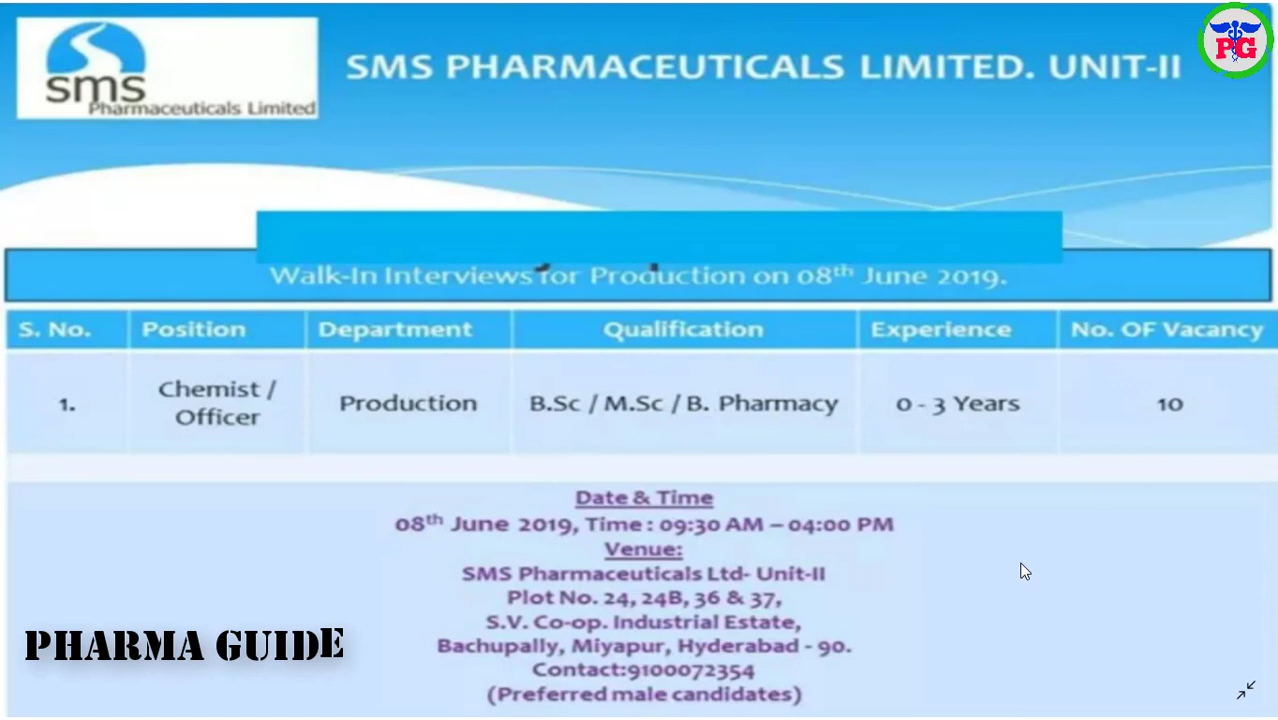 sms
Pharmaceuticals Limited
SMS PHARMACEUTICALS LIMITED. UNIT-II
PG
Walk-In Interviews for Production on 08th June 2019.
S. No. Position Department Qualification Experience No. OF Vacancy
1. Chemist / Officer Production B.Sc / M.Sc / B. Pharmacy 0 - 3 Years 10
Date & Time
08th June 2019, Time : 09:30 AM – 04:00 PM
Venue:
SMS Pharmaceuticals Ltd- Unit-II
Plot No. 24, 24B, 36 & 37,
S.V. Co-op. Industrial Estate,
Bachupally, Miyapur, Hyderabad - 90.
Contact:9100072354
(Preferred male candidates)
PHARMA GUIDE